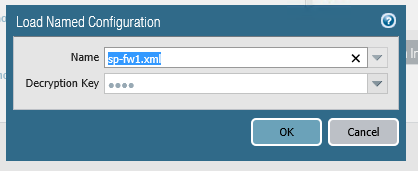 Load Named Configuration
Name sp-fw1.xml
Decryption Key ●●●●
OK Cancel